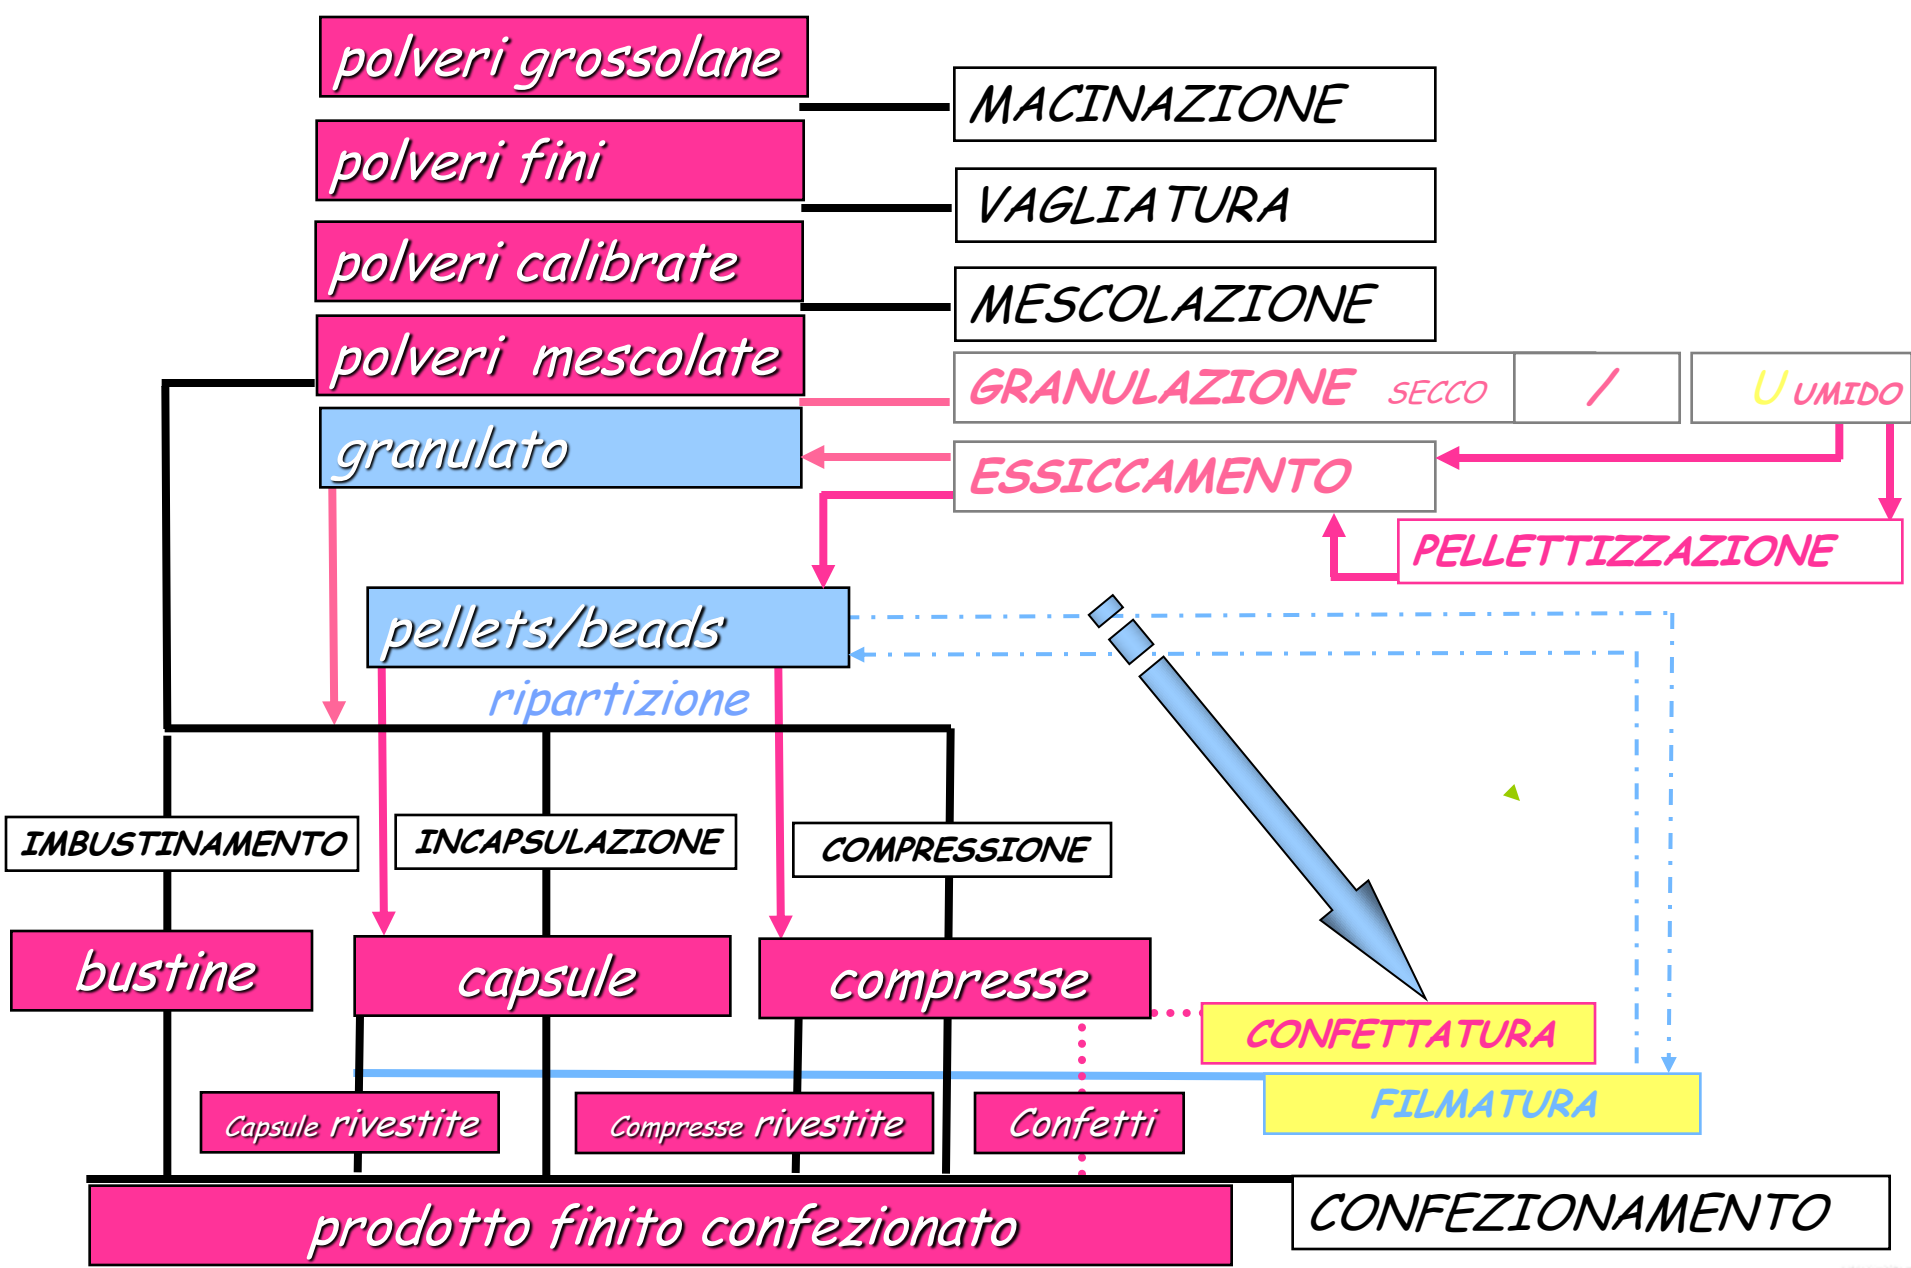 polveri grossolane
MACINAZIONE
polveri fini
VAGLIATURA
polveri calibrate
MESCOLAZIONE
polveri mescolate
GRANULAZIONE SECCO / U UMIDO
granulato
ESSICCAMENTO
PELLETTIZZAZIONE
pellets/beads
ripartizione
IMBUSTINAMENTO
INCAPSULAZIONE
COMPRESSIONE
bustine
capsule
compresse
CONFETTATURA
FILMATURA
Capsule rivestite
Compresse rivestite
Confetti
CONFEZIONAMENTO
prodotto finito confezionato